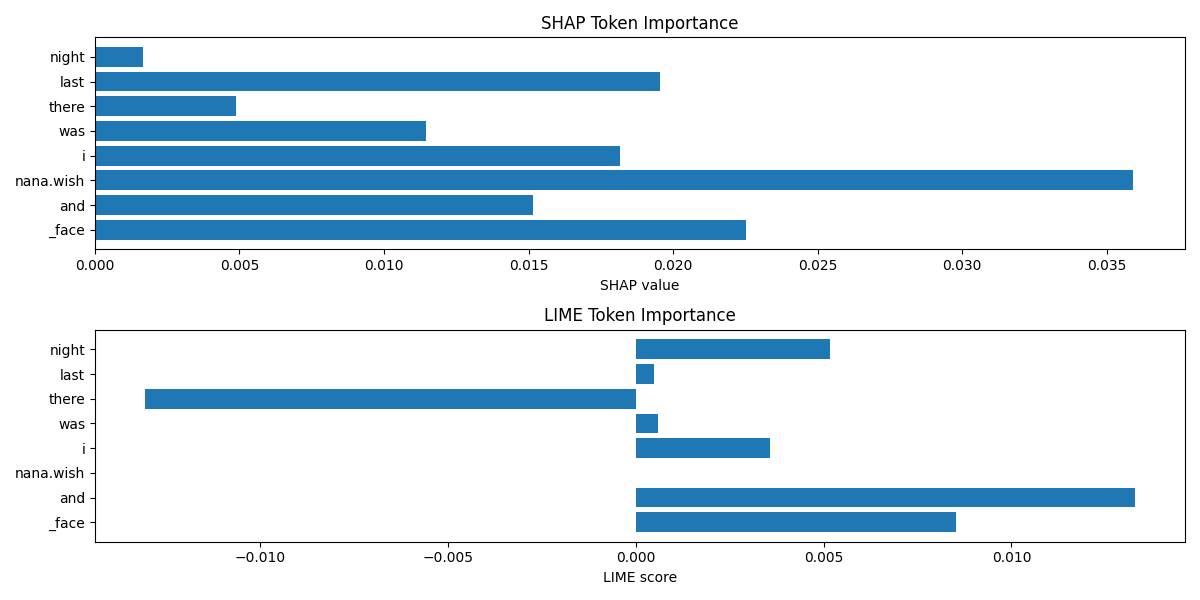 SHAP Token Importance
night
last
there
was
i
nana.wish
and
_face
0.000 0.005 0.010 0.015 0.020 0.025 0.030 0.035
SHAP value
LIME Token Importance
night
last
there
was
i
nana.wish
and
_face
−0.010 −0.005 0.000 0.005 0.010
LIME score